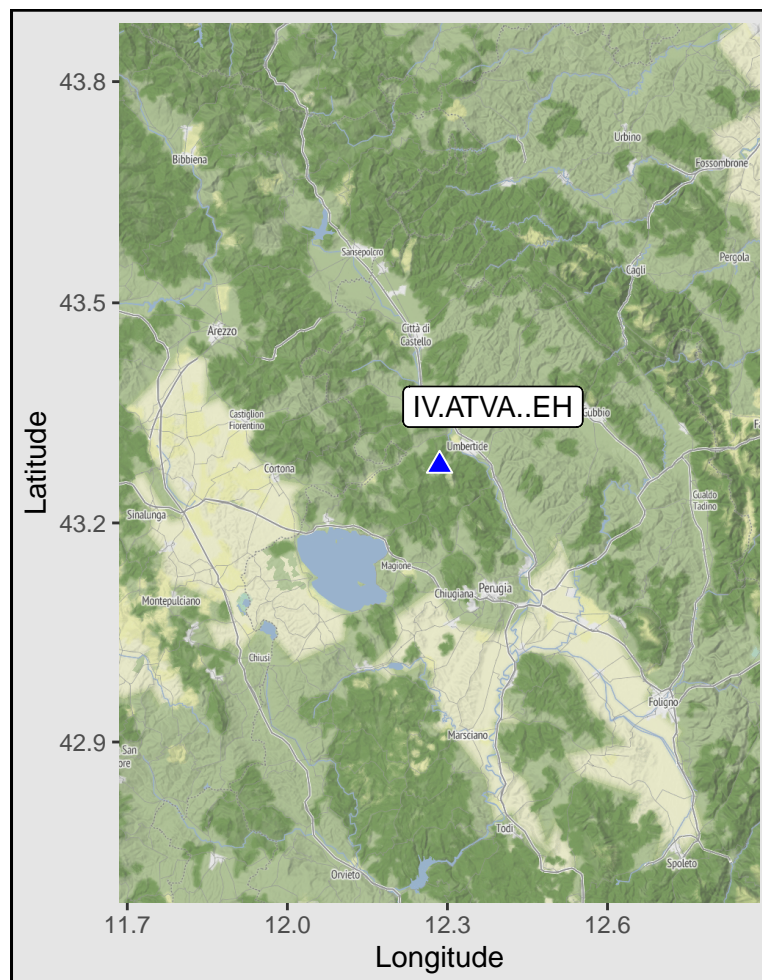 43.8
Urbino
Bibbiena
Fossombrone
Sansepolcro
Pergola
Cagli
43.5
Arezzo
Città di
Castello
IV.ATVA..EH
Castiglion
Fiorentino
Gubbio
F
Umbertide
Latitude
Cortona
Gualdo
Tadino
43.2
Sinalunga
Magione
Chiugiana
Perugia
Montepulciano
Chiusi
Foligno
Marsciano
42.9
San
ore
Todi
Spoleto
Orvieto
11.7
12.0
12.3
12.6
Longitude